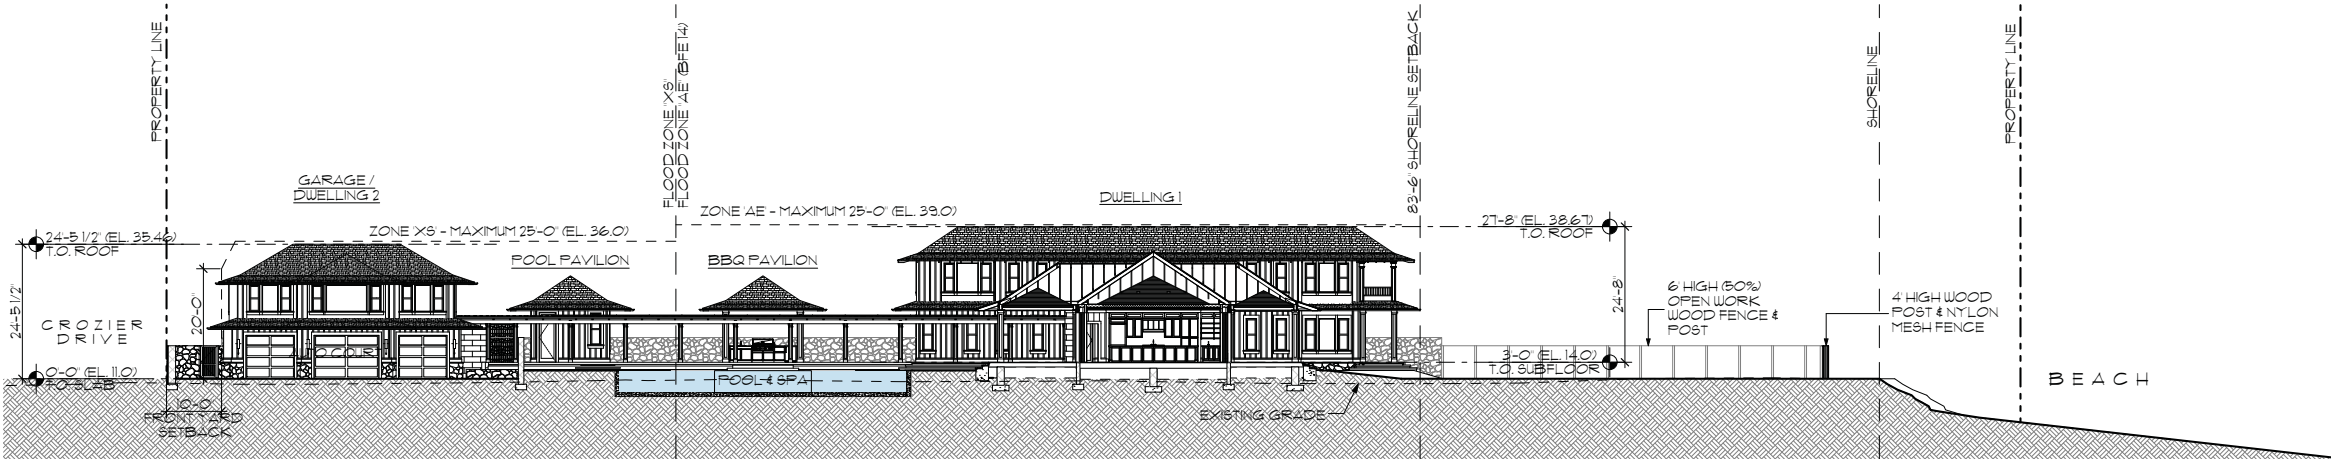 PROPERTY LINE
FLOOD ZONE 'XS'
FLOOD ZONE 'AE' (BFE 14)
83'-6" SHORELINE SETBACK
SHORELINE
PROPERTY LINE
GARAGE /
DWELLING 2
DWELLING 1
ZONE 'XS' - MAXIMUM 25'-0" (EL. 36.0)
ZONE 'AE' - MAXIMUM 25'-0" (EL. 39.0)
24'-5 1/2" (EL. 35.46)
T.O. ROOF
27'-8" (EL. 38.67)
T.O. ROOF
POOL PAVILION
BBQ PAVILION
24'-5 1/2"
20'-0"
24'-8"
CROZIER
DRIVE
AUTO COURT
6' HIGH (50%)
OPEN WORK
WOOD FENCE &
POST
4' HIGH WOOD
POST & NYLON
MESH FENCE
0'-0" (EL. 11.0)
T.O. SLAB
3'-0" (EL. 14.0)
T.O. SUBFLOOR
POOL & SPA
BEACH
10'-0"
FRONT YARD
SETBACK
EXISTING GRADE